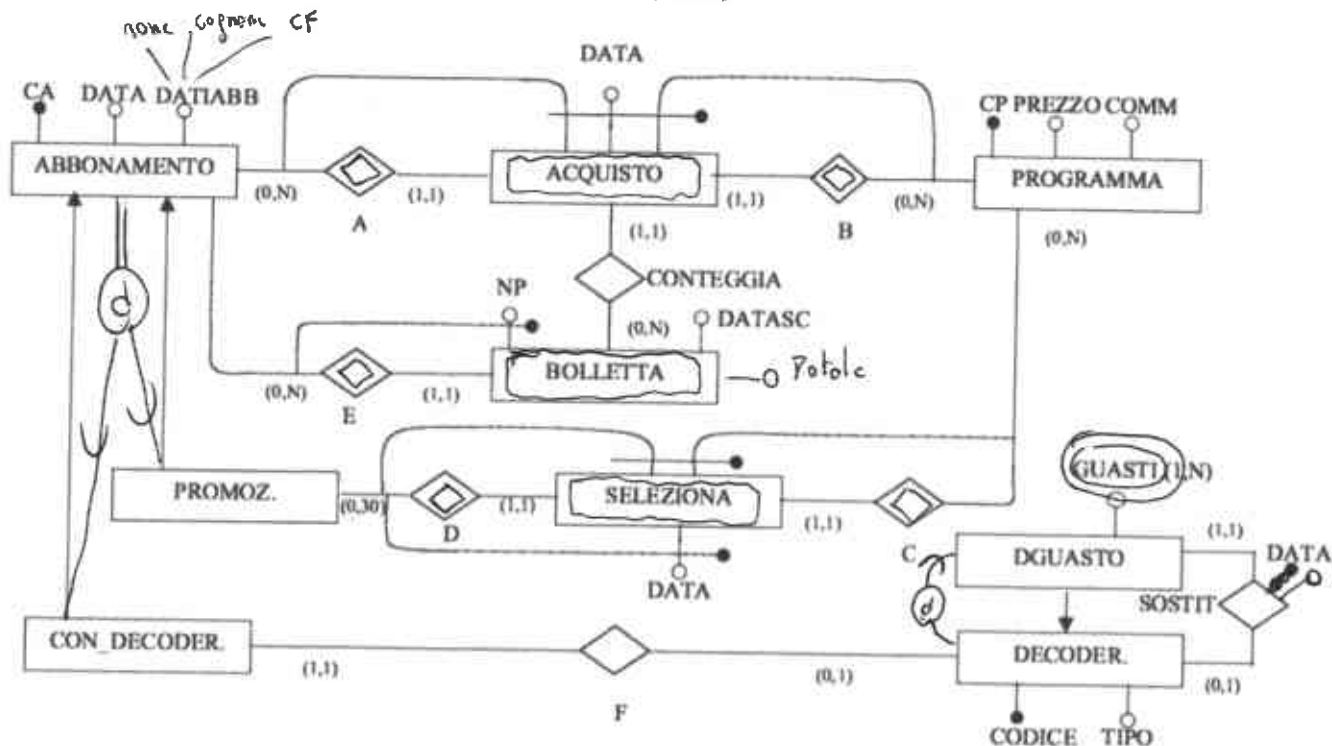 nome cognome CF
DATA
CA DATA DATIABB
CP PREZZO COMM
ABBONAMENTO
ACQUISTO
PROGRAMMA
(0,N) (1,1) (1,1) (0,N)
A B
(1,1) (0,N)
CONTEGGIA
NP
(0,N) DATASC
BOLLETTA
(0,N) (1,1)
E
GUASTI (1,N)
PROMOZ. (0,30) (1,1) SELEZIONA (1,1)
D C
DGUASTO (1,1)
DATA
DATA
SOSTIT
d
CON_DECODER.
DECODER.
(1,1) (0,1) (0,1)
F
CODICE TIPO